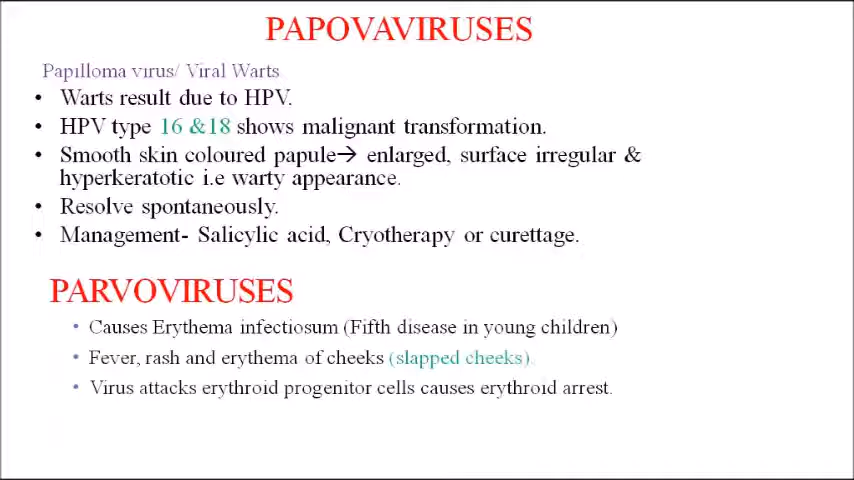 PAPOVAVIRUSES
Papilloma virus/ Viral Warts
• Warts result due to HPV.
• HPV type 16 &18 shows malignant transformation.
• Smooth skin coloured papule→ enlarged, surface irregular &
hyperkeratotic i.e warty appearance.
• Resolve spontaneously.
• Management- Salicylic acid, Cryotherapy or curettage.
PARVOVIRUSES
• Causes Erythema infectiosum (Fifth disease in young children)
• Fever, rash and erythema of cheeks (slapped cheeks).
• Virus attacks erythroid progenitor cells causes erythroid arrest.